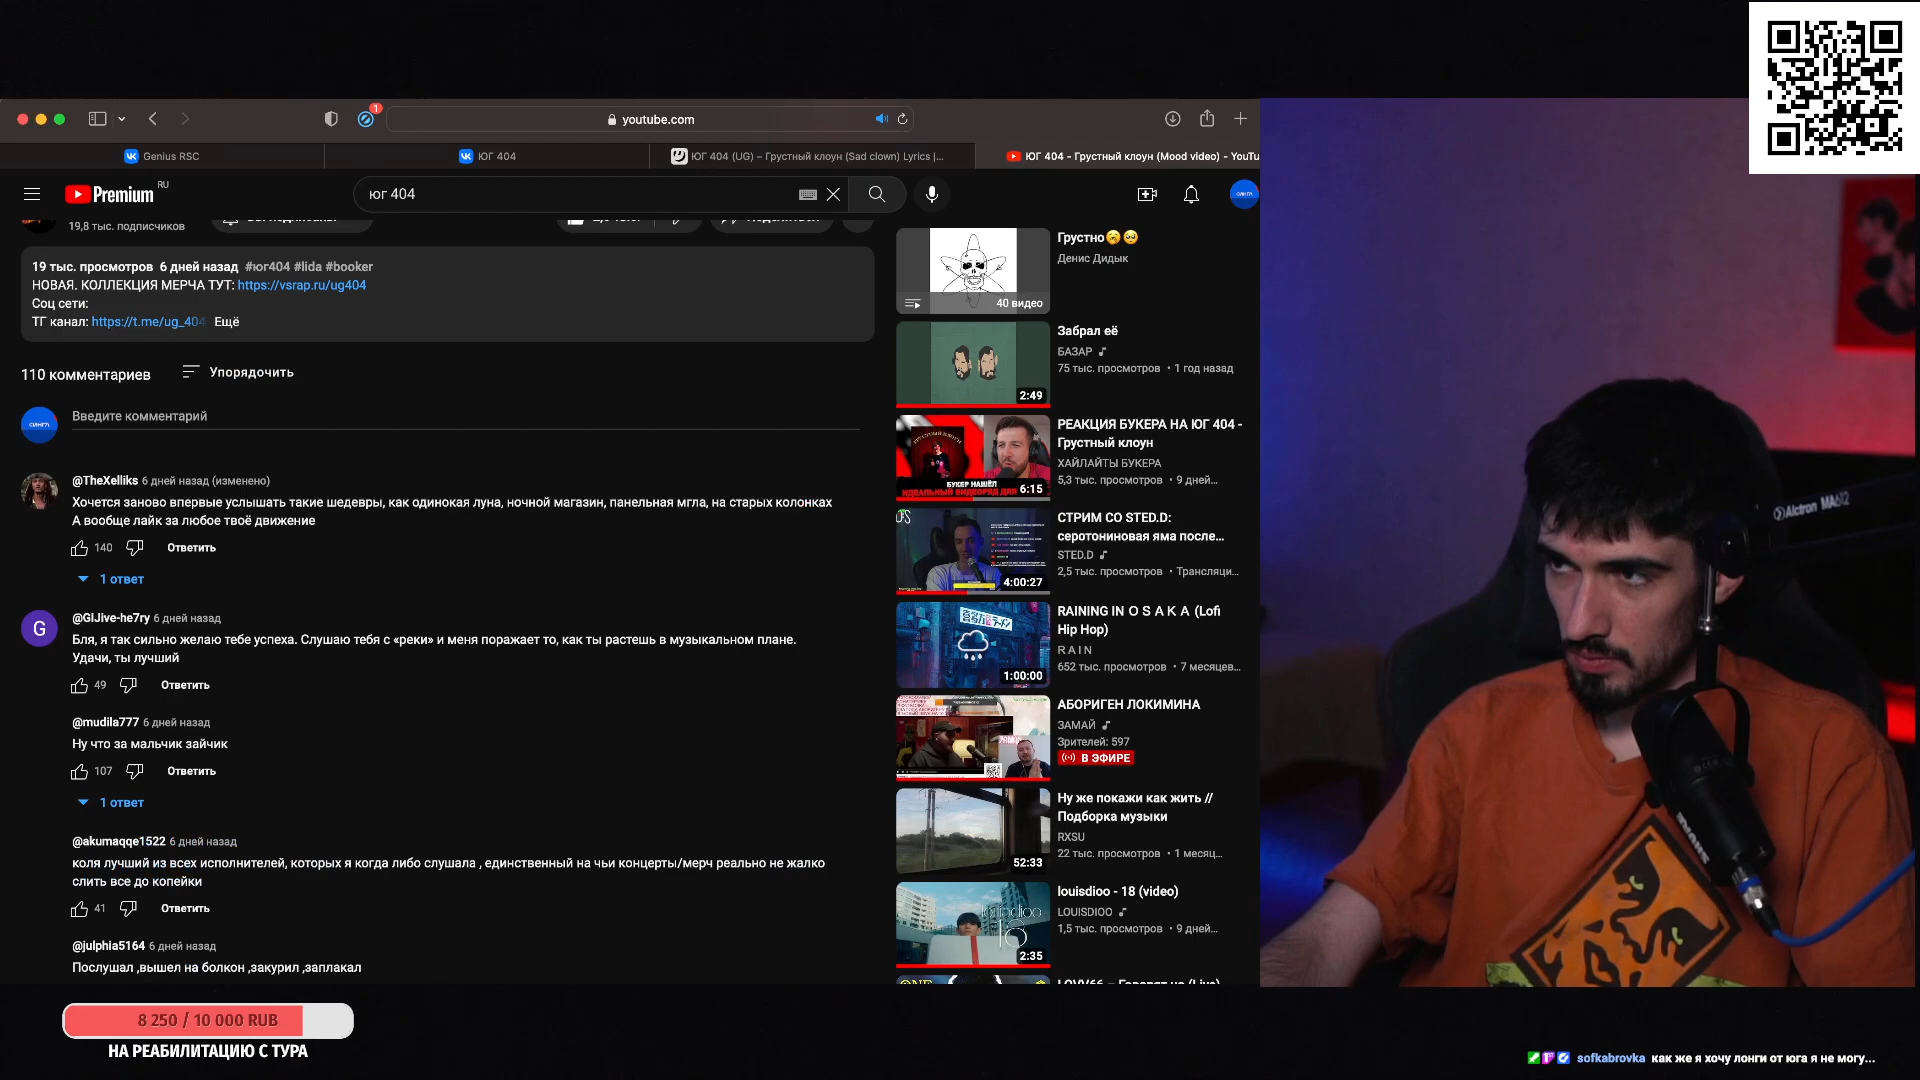 1
youtube.com
Genius RSC
ЮГ 404
ЮГ 404 (UG) – Грустный клоун (Sad clown) Lyrics |...
ЮГ 404 - Грустный клоун (Mood video) - YouTu
Premium RU
юг 404
СИНГЛ
19,8 тыс. подписчиков
19 тыс. просмотров 6 дней назад #юг404 #lida #booker
НОВАЯ. КОЛЛЕКЦИЯ МЕРЧА ТУТ: https://vsrap.ru/ug404
Соц сети:
ТГ канал: https://t.me/ug_404 Ещё
110 комментариев
Упорядочить
СИНГЛ
Введите комментарий
@TheXelliks 6 дней назад (изменено)
Хочется заново впервые услышать такие шедевры, как одинокая луна, ночной магазин, панельная мгла, на старых колонках
А вообще лайк за любое твоё движение
140 Ответить
1 ответ
G
@GiJive-he7ry 6 дней назад
Бля, я так сильно желаю тебе успеха. Слушаю тебя с «реки» и меня поражает то, как ты растешь в музыкальном плане.
Удачи, ты лучший
49 Ответить
@mudila777 6 дней назад
Ну что за мальчик зайчик
107 Ответить
1 ответ
@akumaqqe1522 6 дней назад
коля лучший из всех исполнителей, которых я когда либо слушала , единственный на чьи концерты/мерч реально не жалко
слить все до копейки
41 Ответить
@julphia5164 6 дней назад
Послушал ,вышел на болкон ,закурил ,заплакал
40 видео
Грустно🥱🥺
Денис Дидык
2:49
Забрал её
БАЗАР
75 тыс. просмотров • 1 год назад
БУКЕР НАШЁЛ
6:15
РЕАКЦИЯ БУКЕРА НА ЮГ 404 -
Грустный клоун
ХАЙЛАЙТЫ БУКЕРА
5,3 тыс. просмотров • 9 дней...
4:00:27
СТРИМ СО STED.D:
серотониновая яма после...
STED.D
2,5 тыс. просмотров • Трансляци...
1:00:00
RAINING IN O S A K A (Lofi
Hip Hop)
R A I N
652 тыс. просмотров • 7 месяцев...
АБОРИГЕН ЛОКИМИНА
ЗАМАЙ
Зрителей: 597
В ЭФИРЕ
52:33
Ну же покажи как жить //
Подборка музыки
RXSU
22 тыс. просмотров • 1 месяц...
louisdioo
18
2:35
louisdioo - 18 (video)
LOUISDIOO
1,5 тыс. просмотров • 9 дней...
Alctron MA612
8 250 / 10 000 RUB
НА РЕАБИЛИТАЦИЮ С ТУРА
sofkabrovka как же я хочу лонги от юга я не могу...